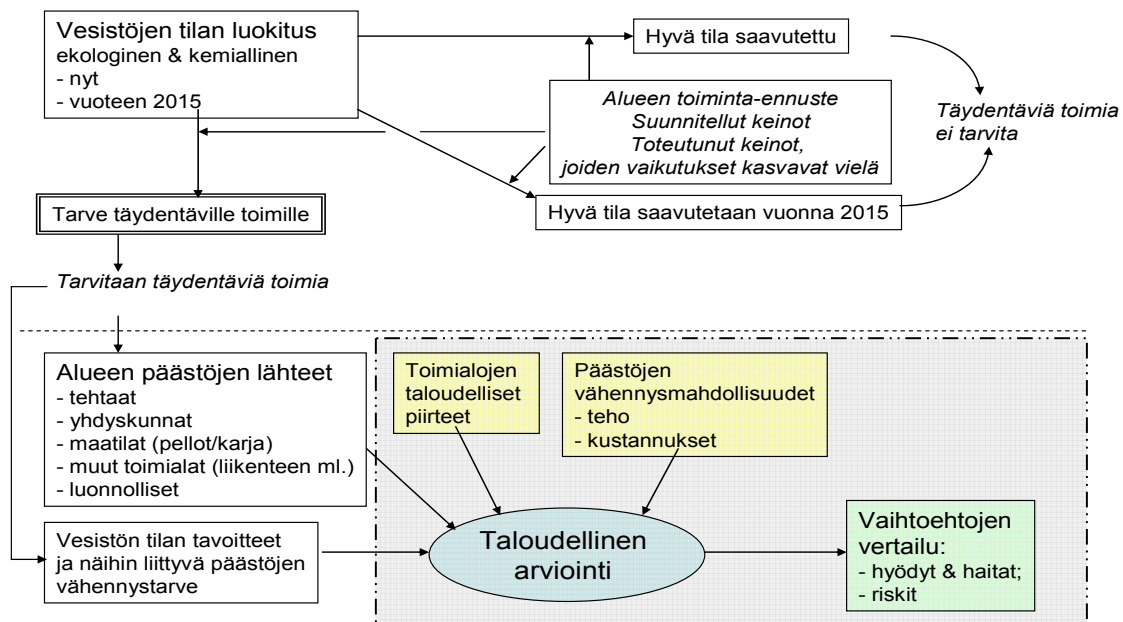 Vesistöjen tilan luokitus
ekologinen & kemiallinen
- nyt
- vuoteen 2015
Hyvä tila saavutettu
Alueen toiminta-ennuste
Suunnitellut keinot
Toteutunut keinot,
joiden vaikutukset kasvavat vielä
Täydentäviä toimia
ei tarvita
Tarve täydentäville toimille
Hyvä tila saavutetaan vuonna 2015
Tarvitaan täydentäviä toimia
Alueen päästöjen lähteet
- tehtaat
- yhdyskunnat
- maatilat (pellot/karja)
- muut toimialat (liikenteen ml.)
- luonnolliset
Toimialojen
taloudelliset
piirteet
Päästöjen
vähennysmahdollisuudet
- teho
- kustannukset
Vesistön tilan tavoitteet
ja näihin liittyvä päästöjen
vähennystarve
Taloudellinen
arviointi
Vaihtoehtojen
vertailu:
- hyödyt & haitat;
- riskit